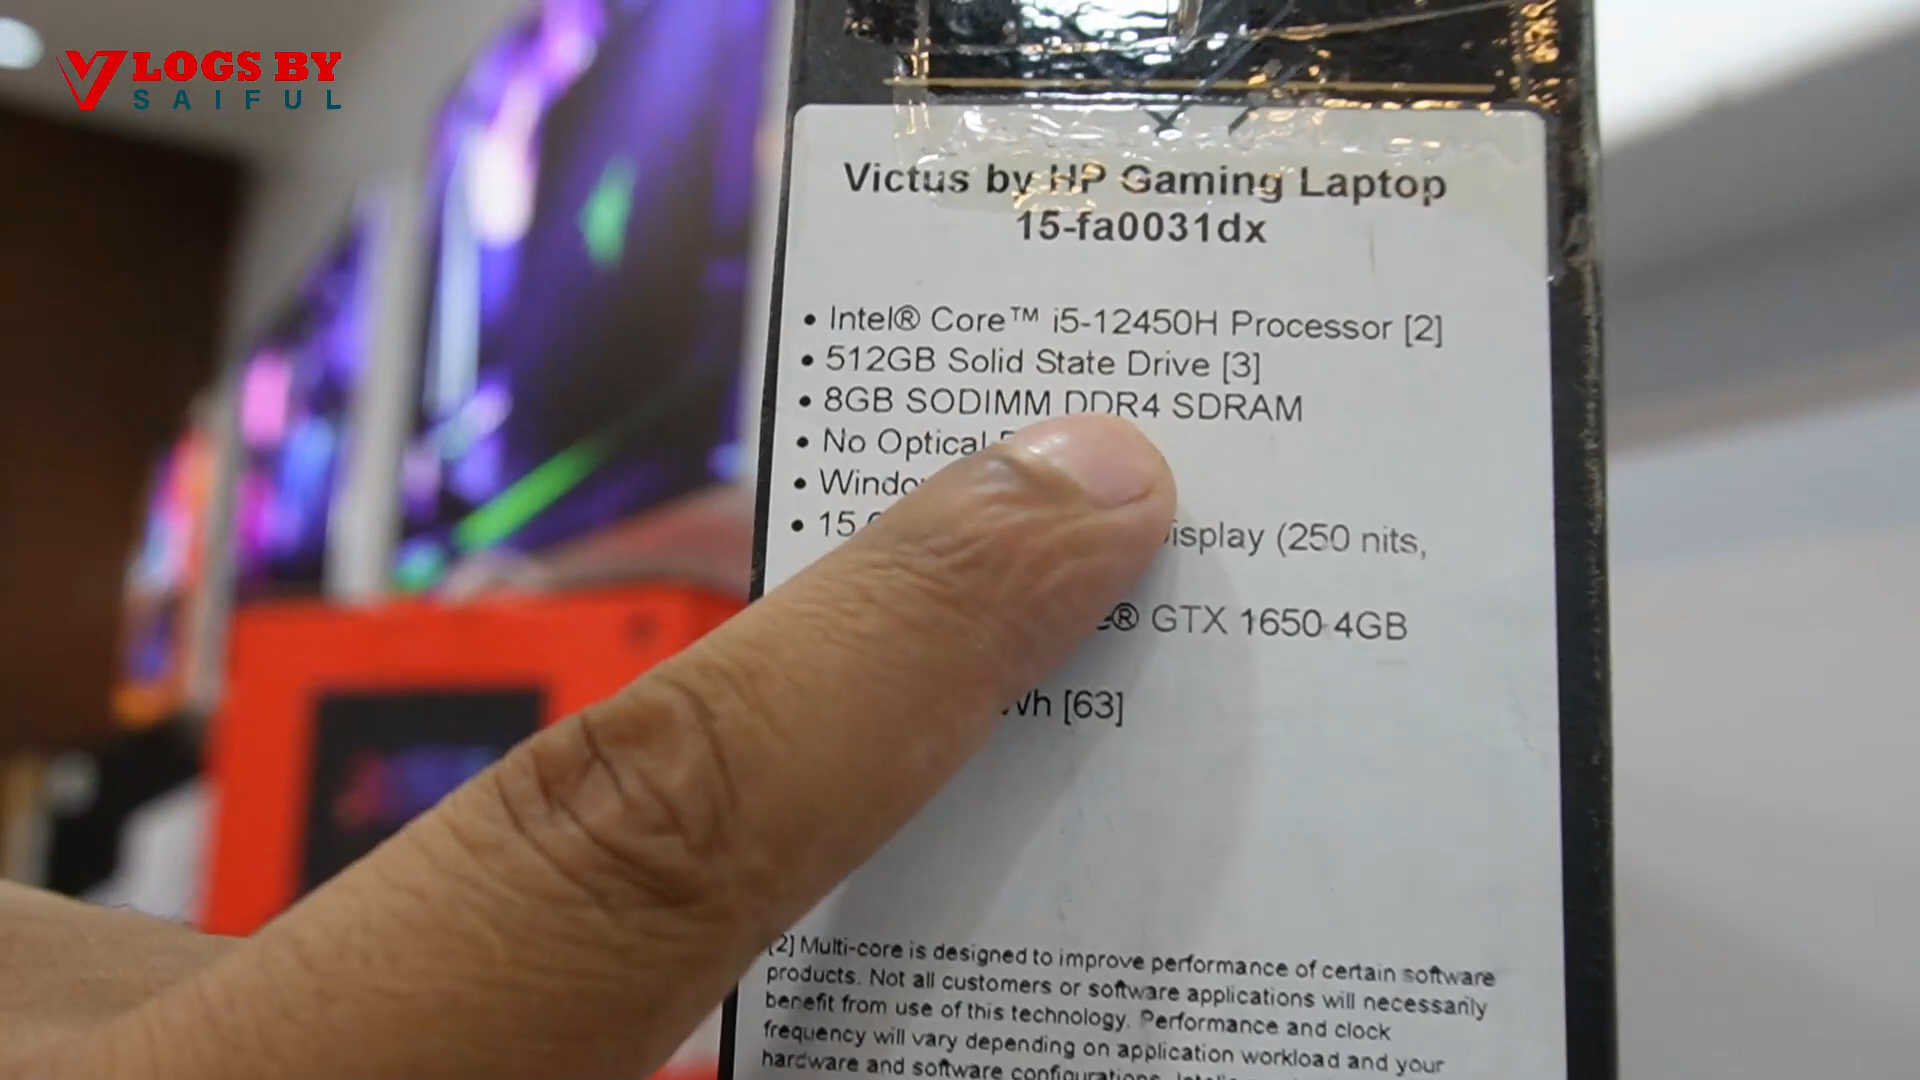 VLOGS BY
SAIFUL
Victus by HP Gaming Laptop
15-fa0031dx
• Intel® Core™ i5-12450H Processor [2]
• 512GB Solid State Drive [3]
• 8GB SODIMM DDR4 SDRAM
• No Optical
•
• 15. (250 nits,
® GTX 1650 4GB
[63]
[2] Multi-core is designed to improve performance of certain software
products. Not all customers or software applications will necessarily
benefit from use of this technology. Performance and clock
frequency will vary depending on application workload and your
hardware and software configurations.